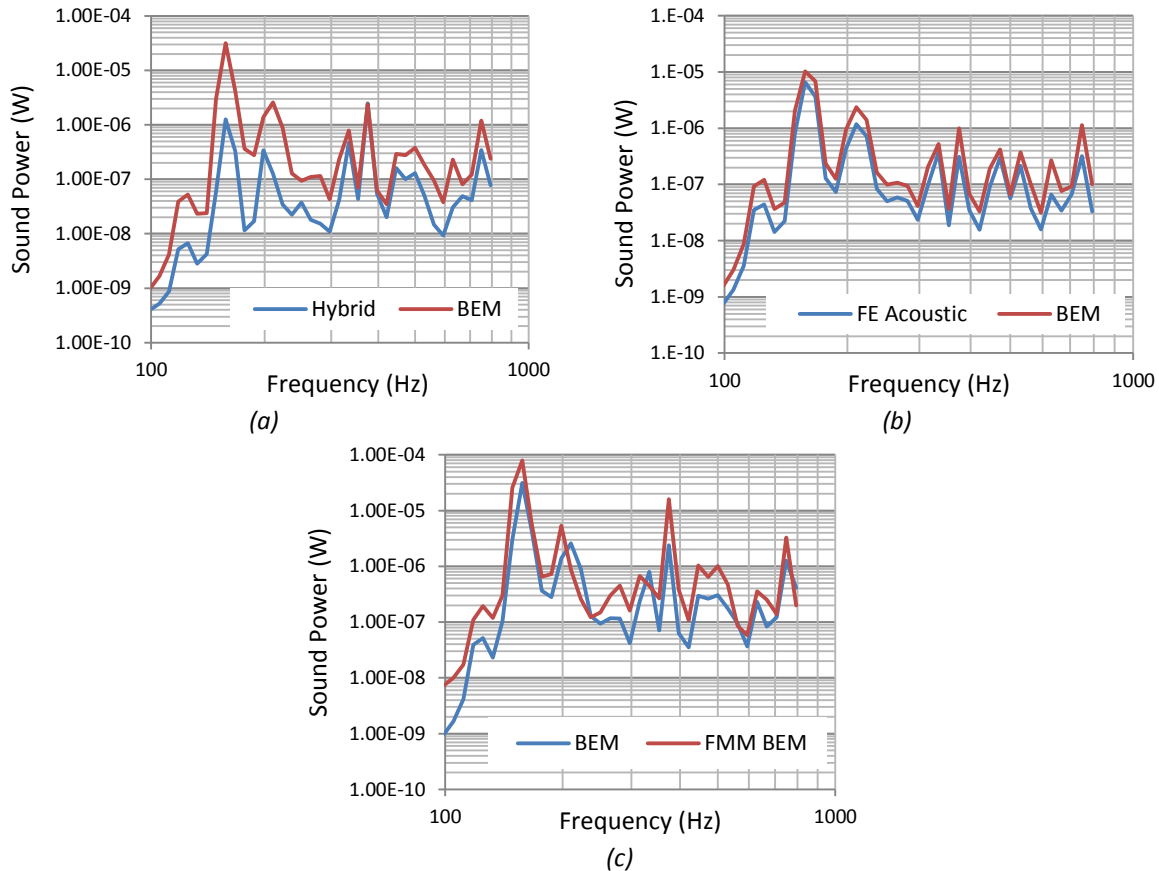 Sound Power (W)
1.00E-04
1.00E-05
1.00E-06
1.00E-07
1.00E-08
1.00E-09
1.00E-10
Hybrid BEM
100 1000
Frequency (Hz)
(a)
Sound Power (W)
1.E-04
1.E-05
1.E-06
1.E-07
1.E-08
1.E-09
1.E-10
FE Acoustic BEM
100 1000
Frequency (Hz)
(b)
Sound Power (W)
1.00E-04
1.00E-05
1.00E-06
1.00E-07
1.00E-08
1.00E-09
1.00E-10
BEM FMM BEM
100 1000
Frequency (Hz)
(c)